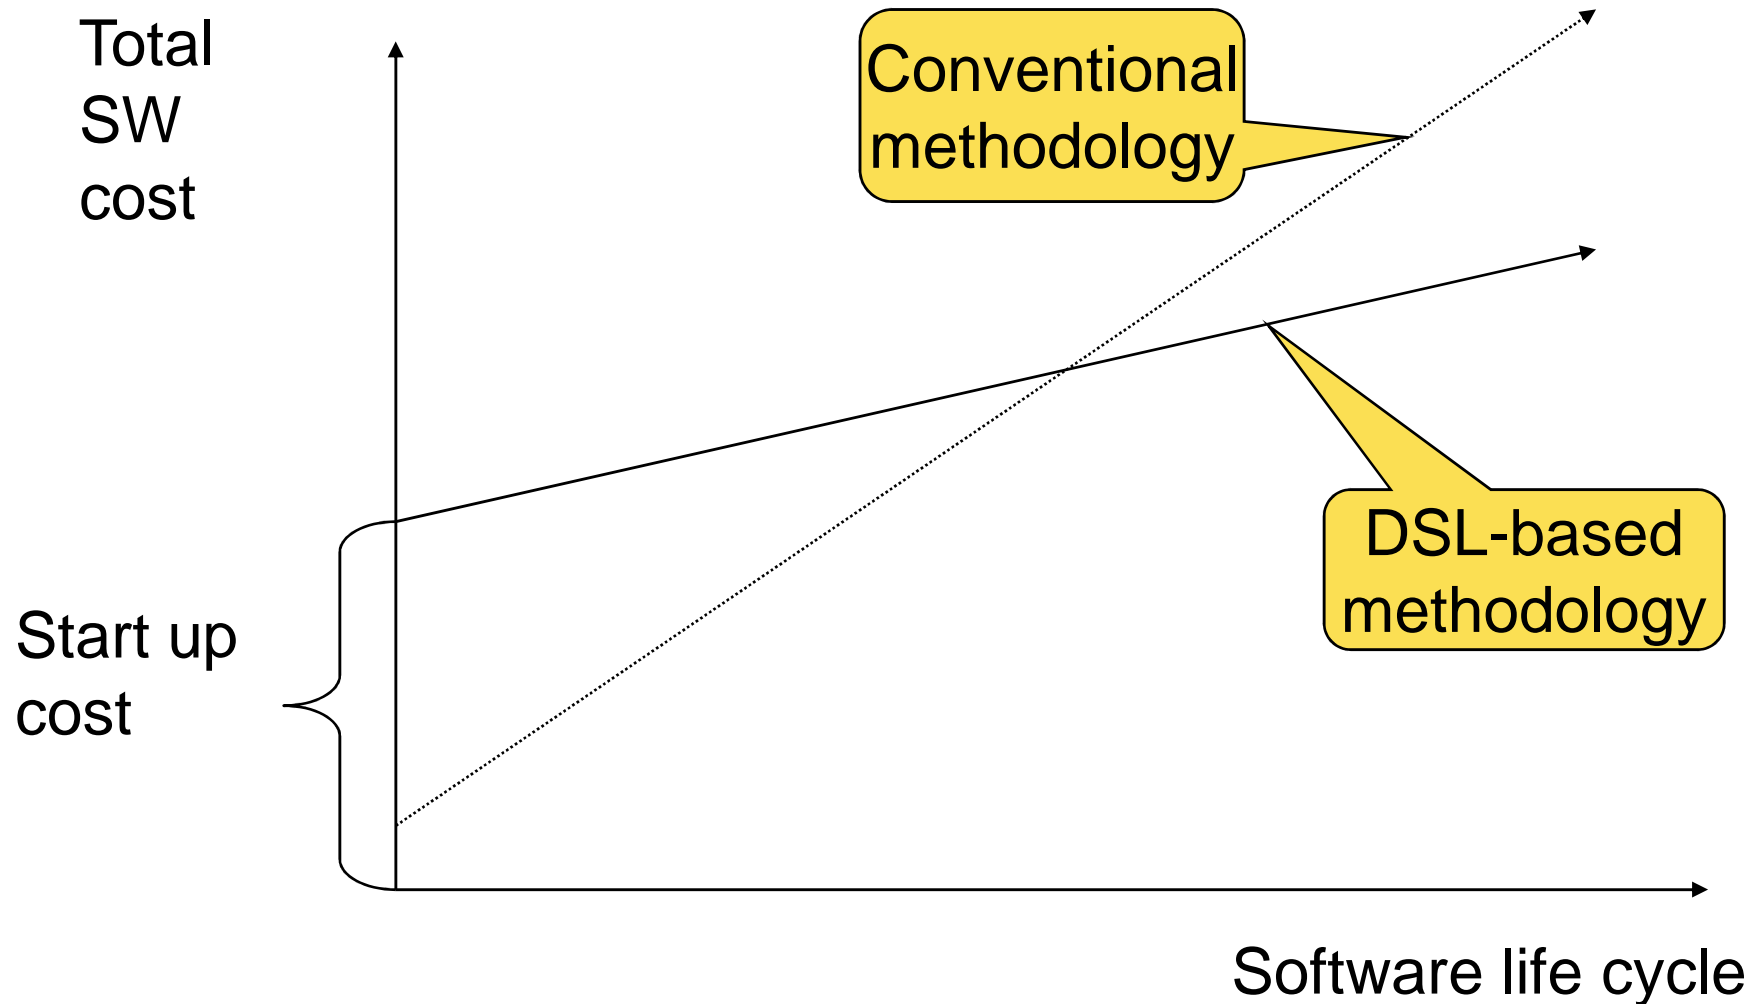 Total
SW
cost
Conventional
methodology
DSL-based
methodology
Start up
cost
Software life cycle